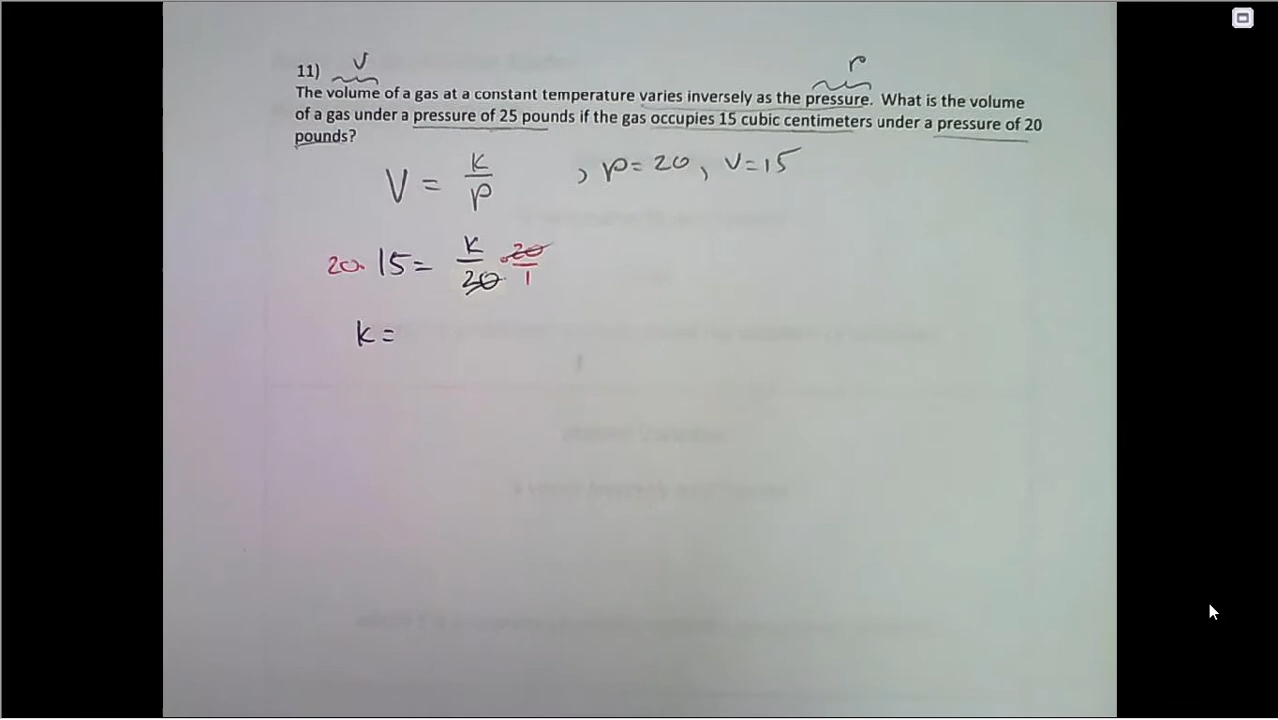 V p
11)
The volume of a gas at a constant temperature varies inversely as the pressure. What is the volume
of a gas under a pressure of 25 pounds if the gas occupies 15 cubic centimeters under a pressure of 20
pounds?
V = k/p , p=20, V=15
20· 15 = k/20 · 20/1
k =